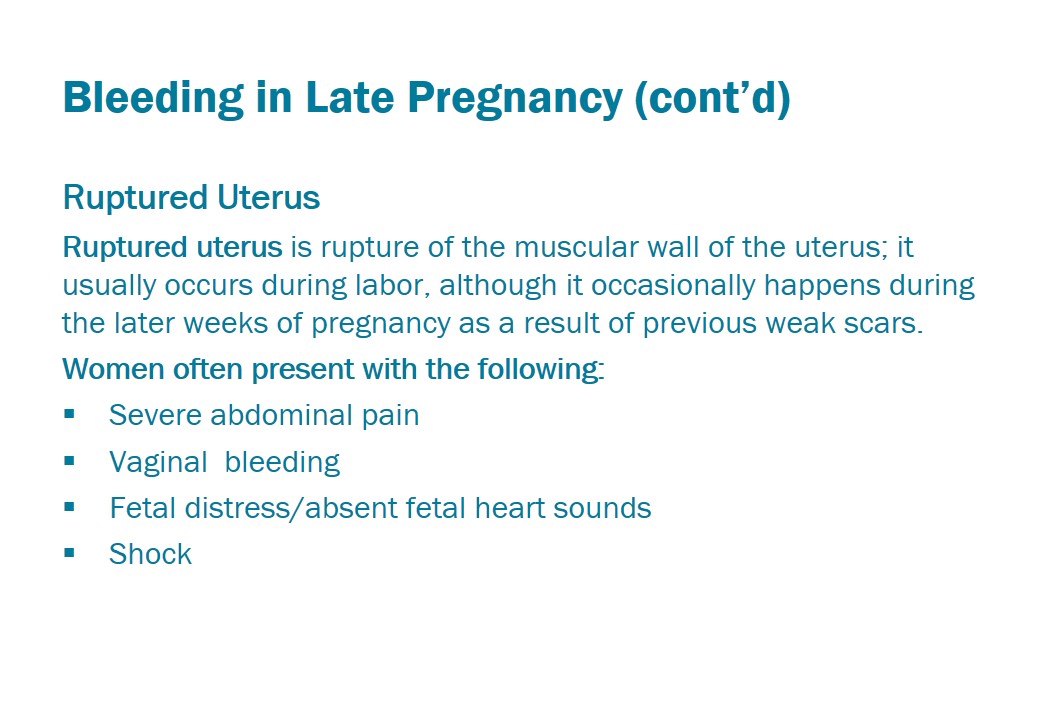 Bleeding in Late Pregnancy (cont’d)
Ruptured Uterus
Ruptured uterus is rupture of the muscular wall of the uterus; it
usually occurs during labor, although it occasionally happens during
the later weeks of pregnancy as a result of previous weak scars.
Women often present with the following:
▪ Severe abdominal pain
▪ Vaginal  bleeding
▪ Fetal distress/absent fetal heart sounds
▪ Shock